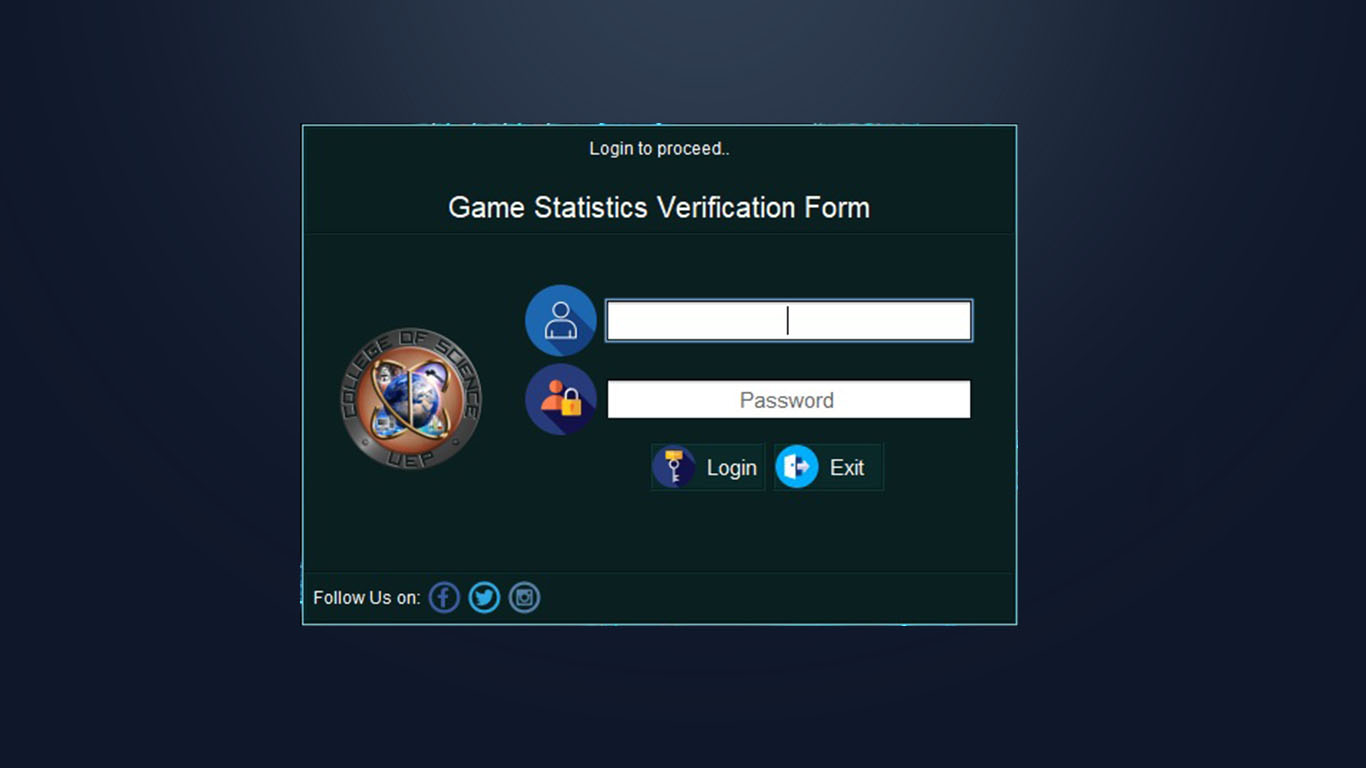 Login to proceed..
Game Statistics Verification Form
COLLEGE OF SCIENCE
UEP
Password
Login
Exit
Follow Us on: